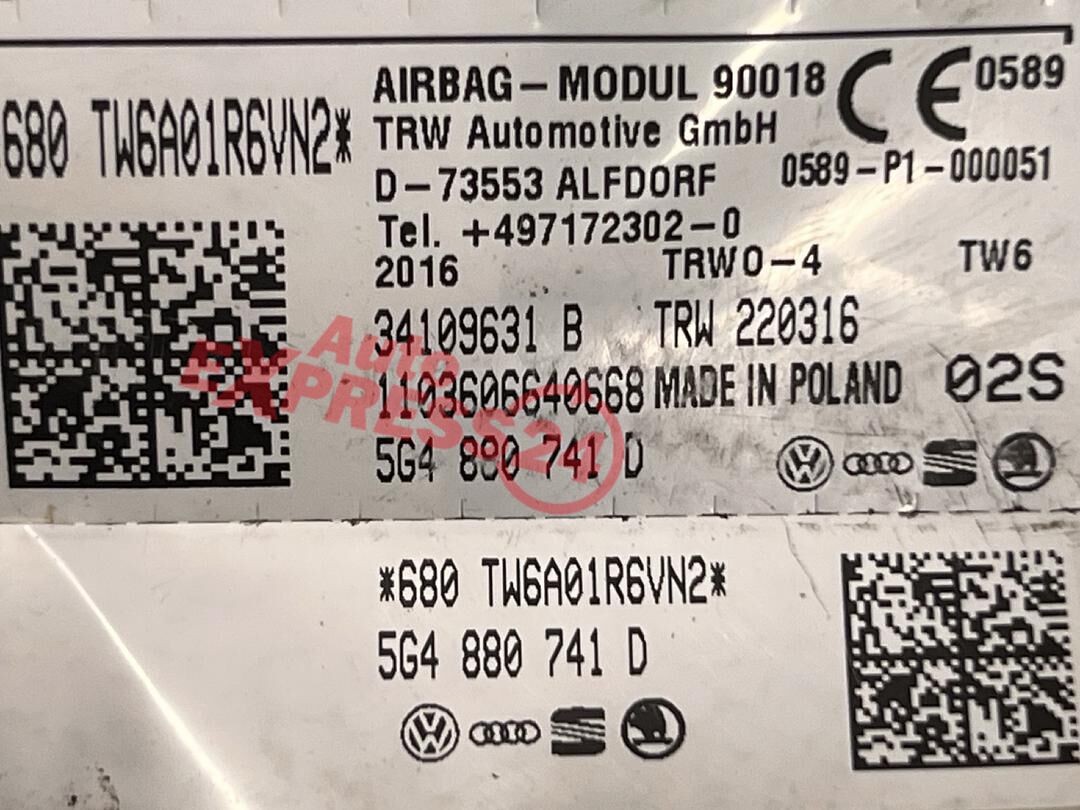 680 TW6A01R6VN2*
AIRBAG-MODUL 90018
CE 0589
TRW Automotive GmbH
D-73553 ALFDORF
0589-P1-000051
Tel. +497172302-0
2016 TRWO-4 TW6
34109631 B TRW 220316
1103606640668 MADE IN POLAND 02S
5G4 880 741 D
Auto
EXPRESS24
*680 TW6A01R6VN2*
5G4 880 741 D